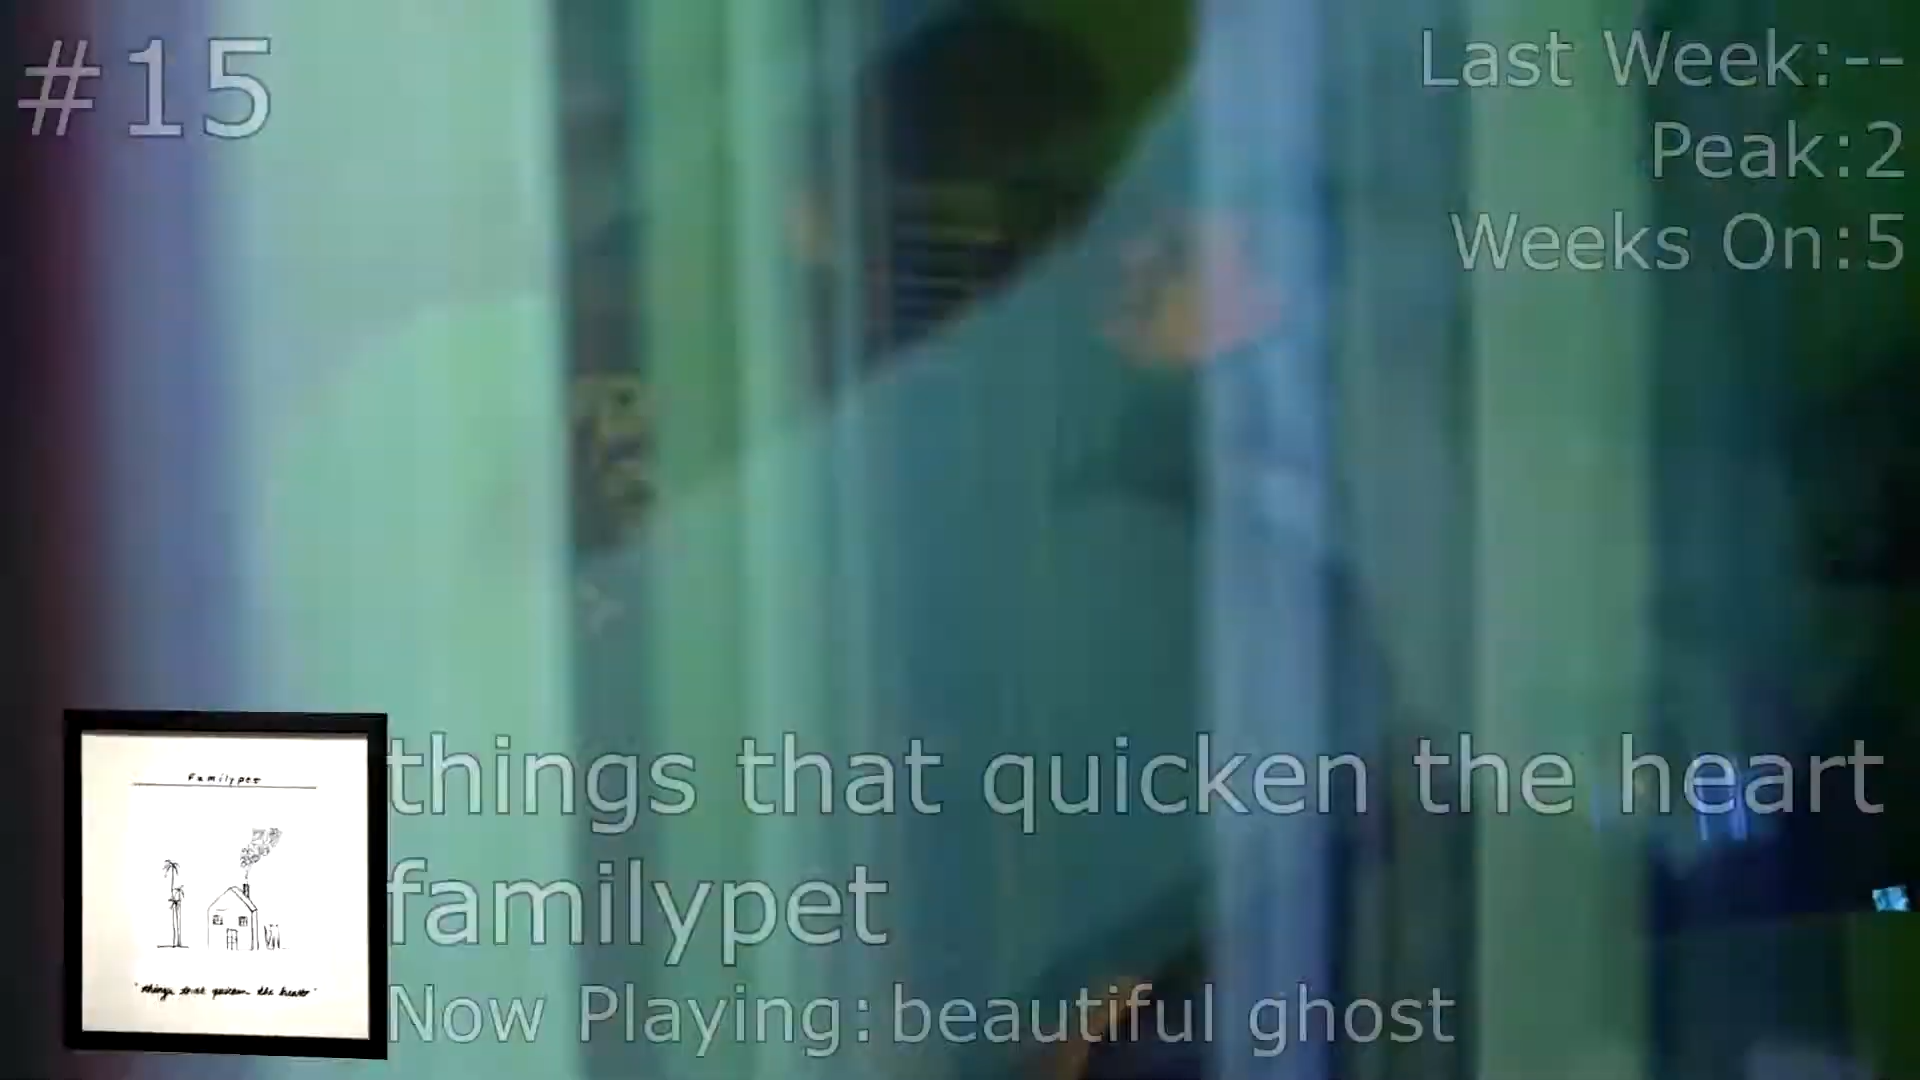 #15
Last Week:--
Peak:2
Weeks On:5
things that quicken the heart
familypet
Now Playing:beautiful ghost
Familypet
"things that quicken the heart"